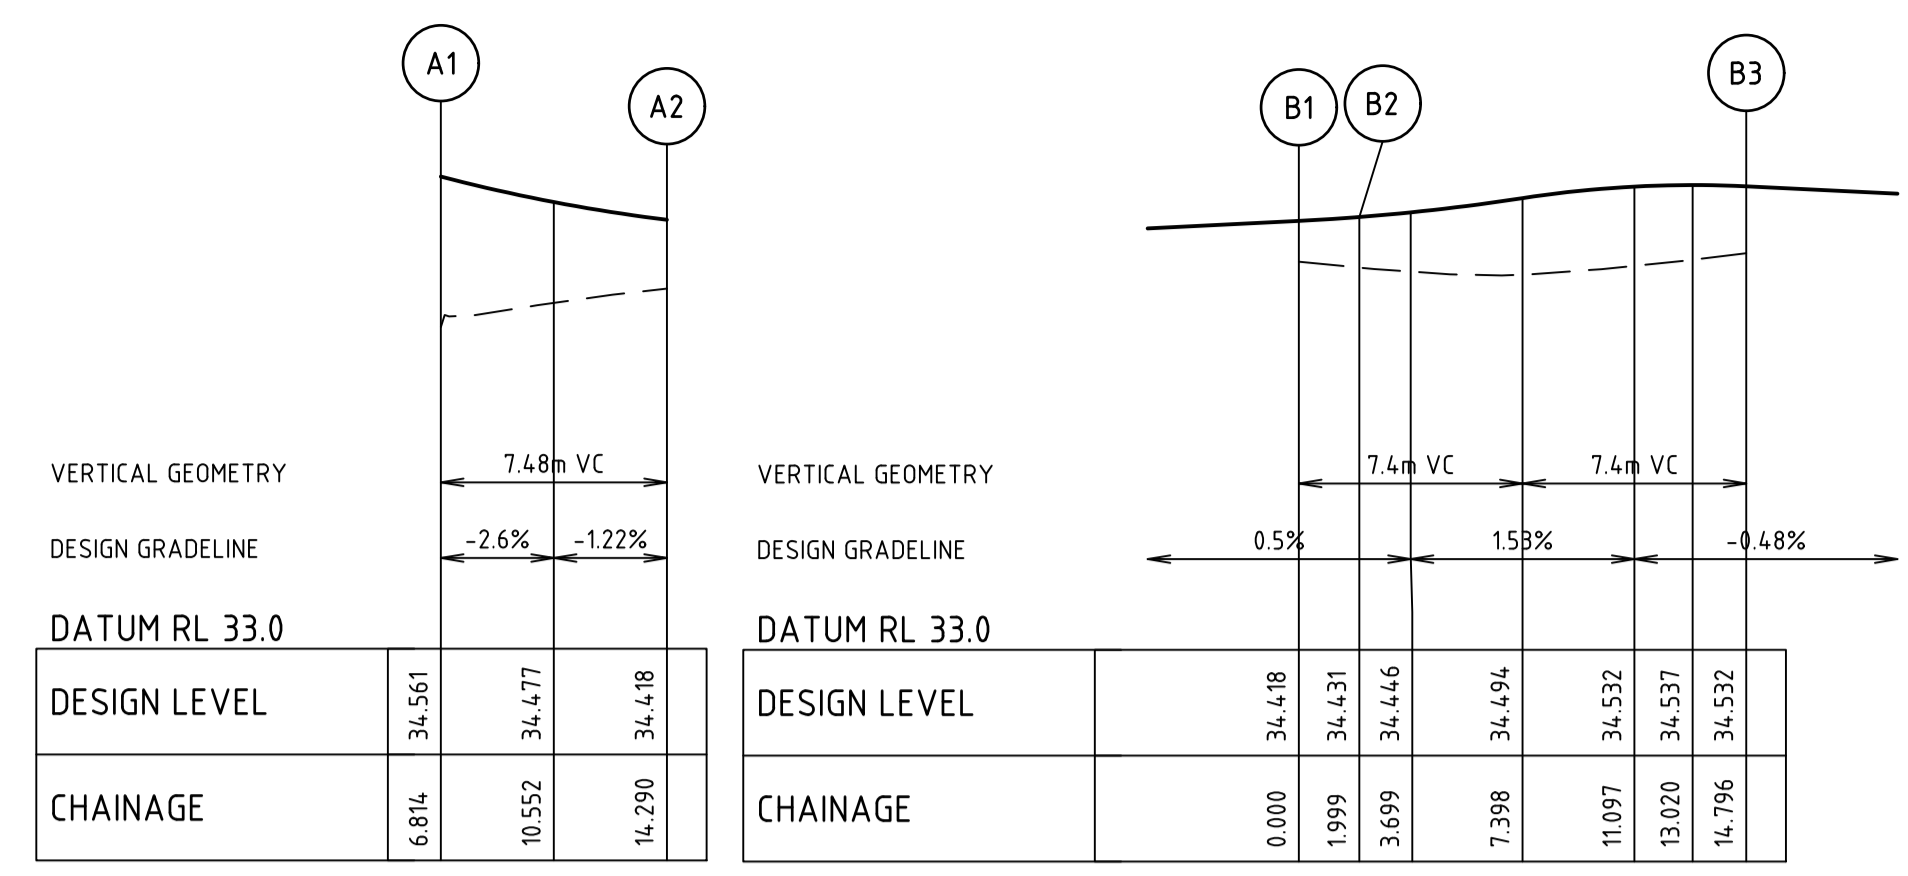 A1
A2
B1
B2
B3
VERTICAL GEOMETRY
7.48m VC
DESIGN GRADELINE
-2.6%
-1.22%
DATUM RL 33.0
DESIGN LEVEL
34.561
34.477
34.418
CHAINAGE
6.814
10.552
14.290
VERTICAL GEOMETRY
7.4m VC
7.4m VC
DESIGN GRADELINE
0.5%
1.53%
-0.48%
DATUM RL 33.0
DESIGN LEVEL
34.418
34.431
34.446
34.494
34.532
34.537
34.532
CHAINAGE
0.000
1.999
3.699
7.398
11.097
13.020
14.796